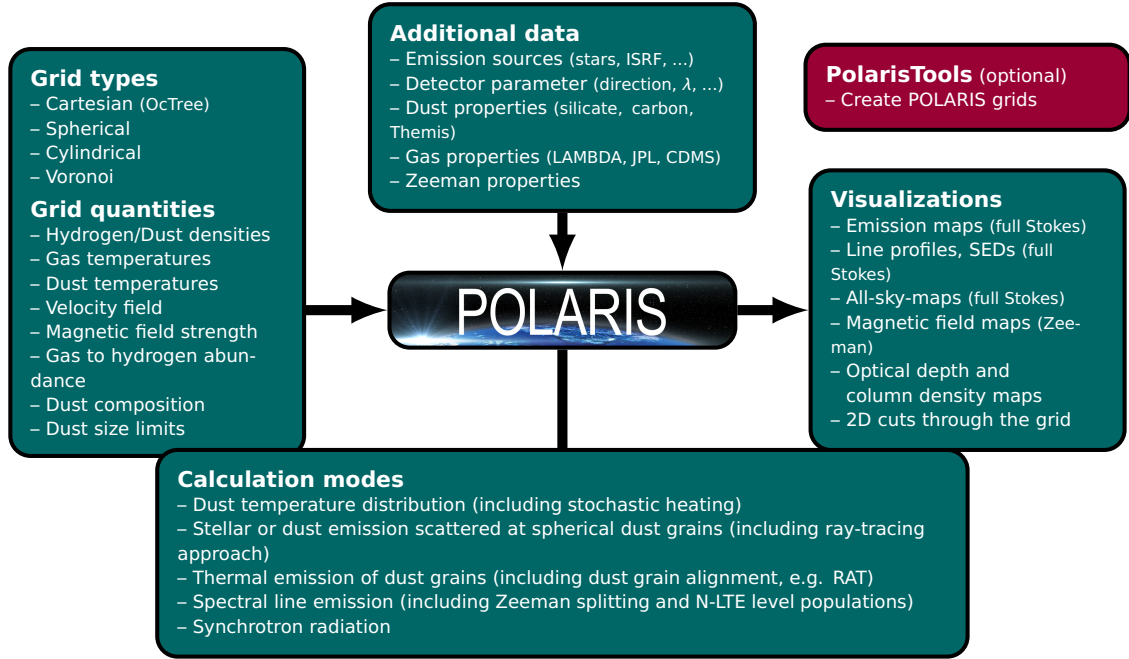 Grid types
– Cartesian (OcTree)
– Spherical
– Cylindrical
– Voronoi
Grid quantities
– Hydrogen/Dust densities
– Gas temperatures
– Dust temperatures
– Velocity field
– Magnetic field strength
– Gas to hydrogen abun-
dance
– Dust composition
– Dust size limits
Additional data
– Emission sources (stars, ISRF, ...)
– Detector parameter (direction, λ, ...)
– Dust properties (silicate, carbon,
Themis)
– Gas properties (LAMBDA, JPL, CDMS)
– Zeeman properties
POLARIS
PolarisTools (optional)
– Create POLARIS grids
Visualizations
– Emission maps (full Stokes)
– Line profiles, SEDs (full
Stokes)
– All-sky-maps (full Stokes)
– Magnetic field maps (Zee-
man)
– Optical depth and
column density maps
– 2D cuts through the grid
Calculation modes
– Dust temperature distribution (including stochastic heating)
– Stellar or dust emission scattered at spherical dust grains (including ray-tracing
approach)
– Thermal emission of dust grains (including dust grain alignment, e.g. RAT)
– Spectral line emission (including Zeeman splitting and N-LTE level populations)
– Synchrotron radiation